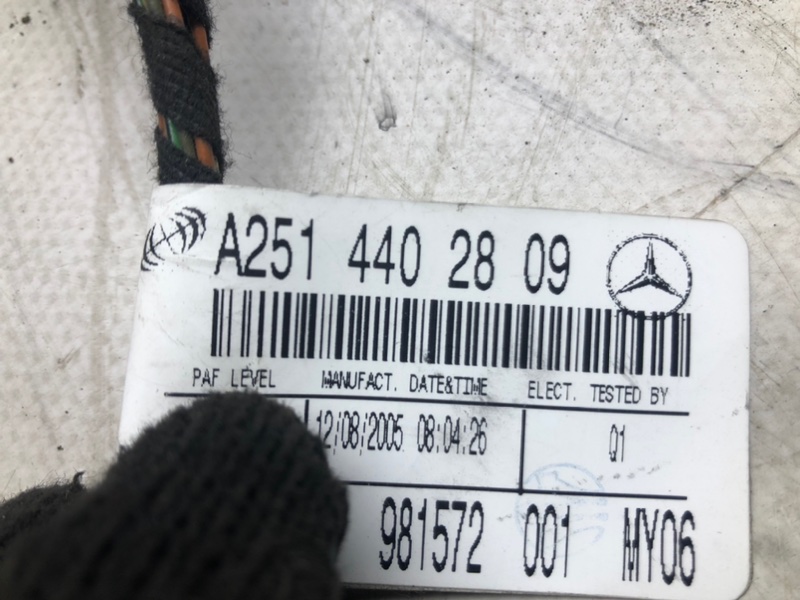 A251 440 28 09
PAF LEVEL MANUFACT. DATE&TIME ELECT. TESTED BY
12/08/2005 08:04:26 Q1
981572 001 MY06